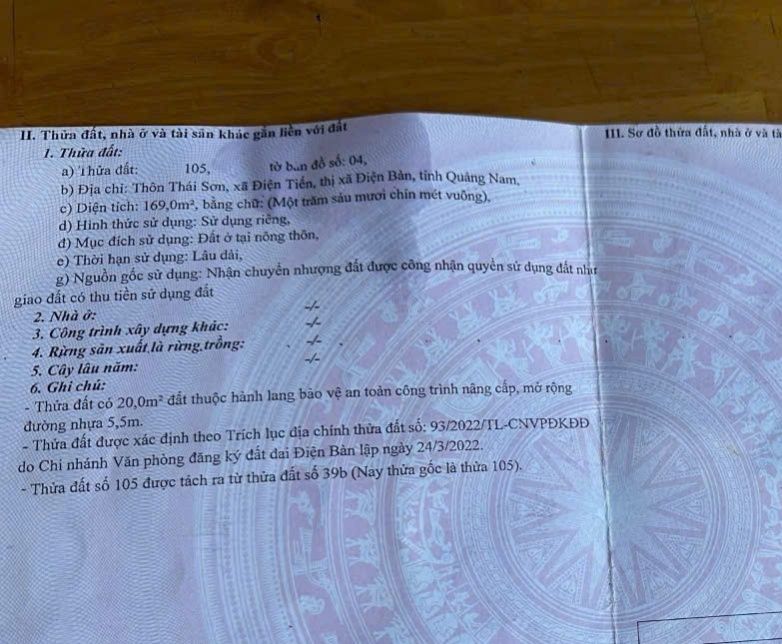 II. Thửa đất, nhà ở và tài sản khác gắn liền với đất
1. Thửa đất:
a) Thửa đất: 105, tờ bản đồ số: 04,
b) Địa chỉ: Thôn Thái Sơn, xã Điện Tiến, thị xã Điện Bàn, tỉnh Quảng Nam,
c) Diện tích: 169,0m², bằng chữ: (Một trăm sáu mươi chín mét vuông),
d) Hình thức sử dụng: Sử dụng riêng,
đ) Mục đích sử dụng: Đất ở tại nông thôn,
e) Thời hạn sử dụng: Lâu dài,
g) Nguồn gốc sử dụng: Nhận chuyển nhượng đất được công nhận quyền sử dụng đất như
giao đất có thu tiền sử dụng đất
2. Nhà ở: -/-
3. Công trình xây dựng khác: -/-
4. Rừng sản xuất là rừng trồng: -/-
5. Cây lâu năm: -/-
6. Ghi chú:
- Thửa đất có 20,0m² đất thuộc hành lang bảo vệ an toàn công trình nâng cấp, mở rộng
đường nhựa 5,5m.
- Thửa đất được xác định theo Trích lục địa chính thửa đất số: 93/2022/TL-CNVPĐKĐĐ
do Chi nhánh Văn phòng đăng ký đất đai Điện Bàn lập ngày 24/3/2022.
- Thửa đất số 105 được tách ra từ thửa đất số 39b (Nay thửa gốc là thửa 105).
III. Sơ đồ thửa đất, nhà ở và tà